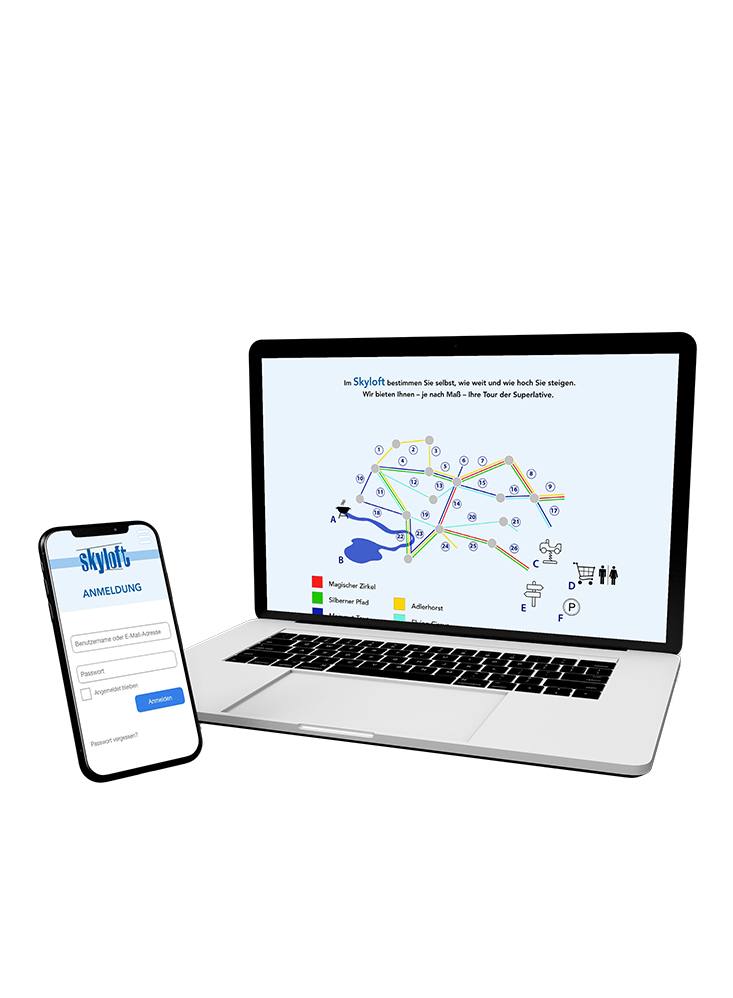 Im Skyloft bestimmen Sie selbst, wie weit und wie hoch Sie steigen.
Wir bieten Ihnen – je nach Maß – Ihre Tour der Superlative.
1
2
3
4
5
6
7
8
9
10
11
12
13
14
15
16
17
18
19
20
21
22
23
24
25
26
A
B
C
D
E
F
P
Magischer Zirkel
Silberner Pfad
Adlerhorst
skyloft
ANMELDUNG
Benutzername oder E-Mail-Adresse
Passwort
Angemeldet bleiben
Anmelden
Passwort vergessen?